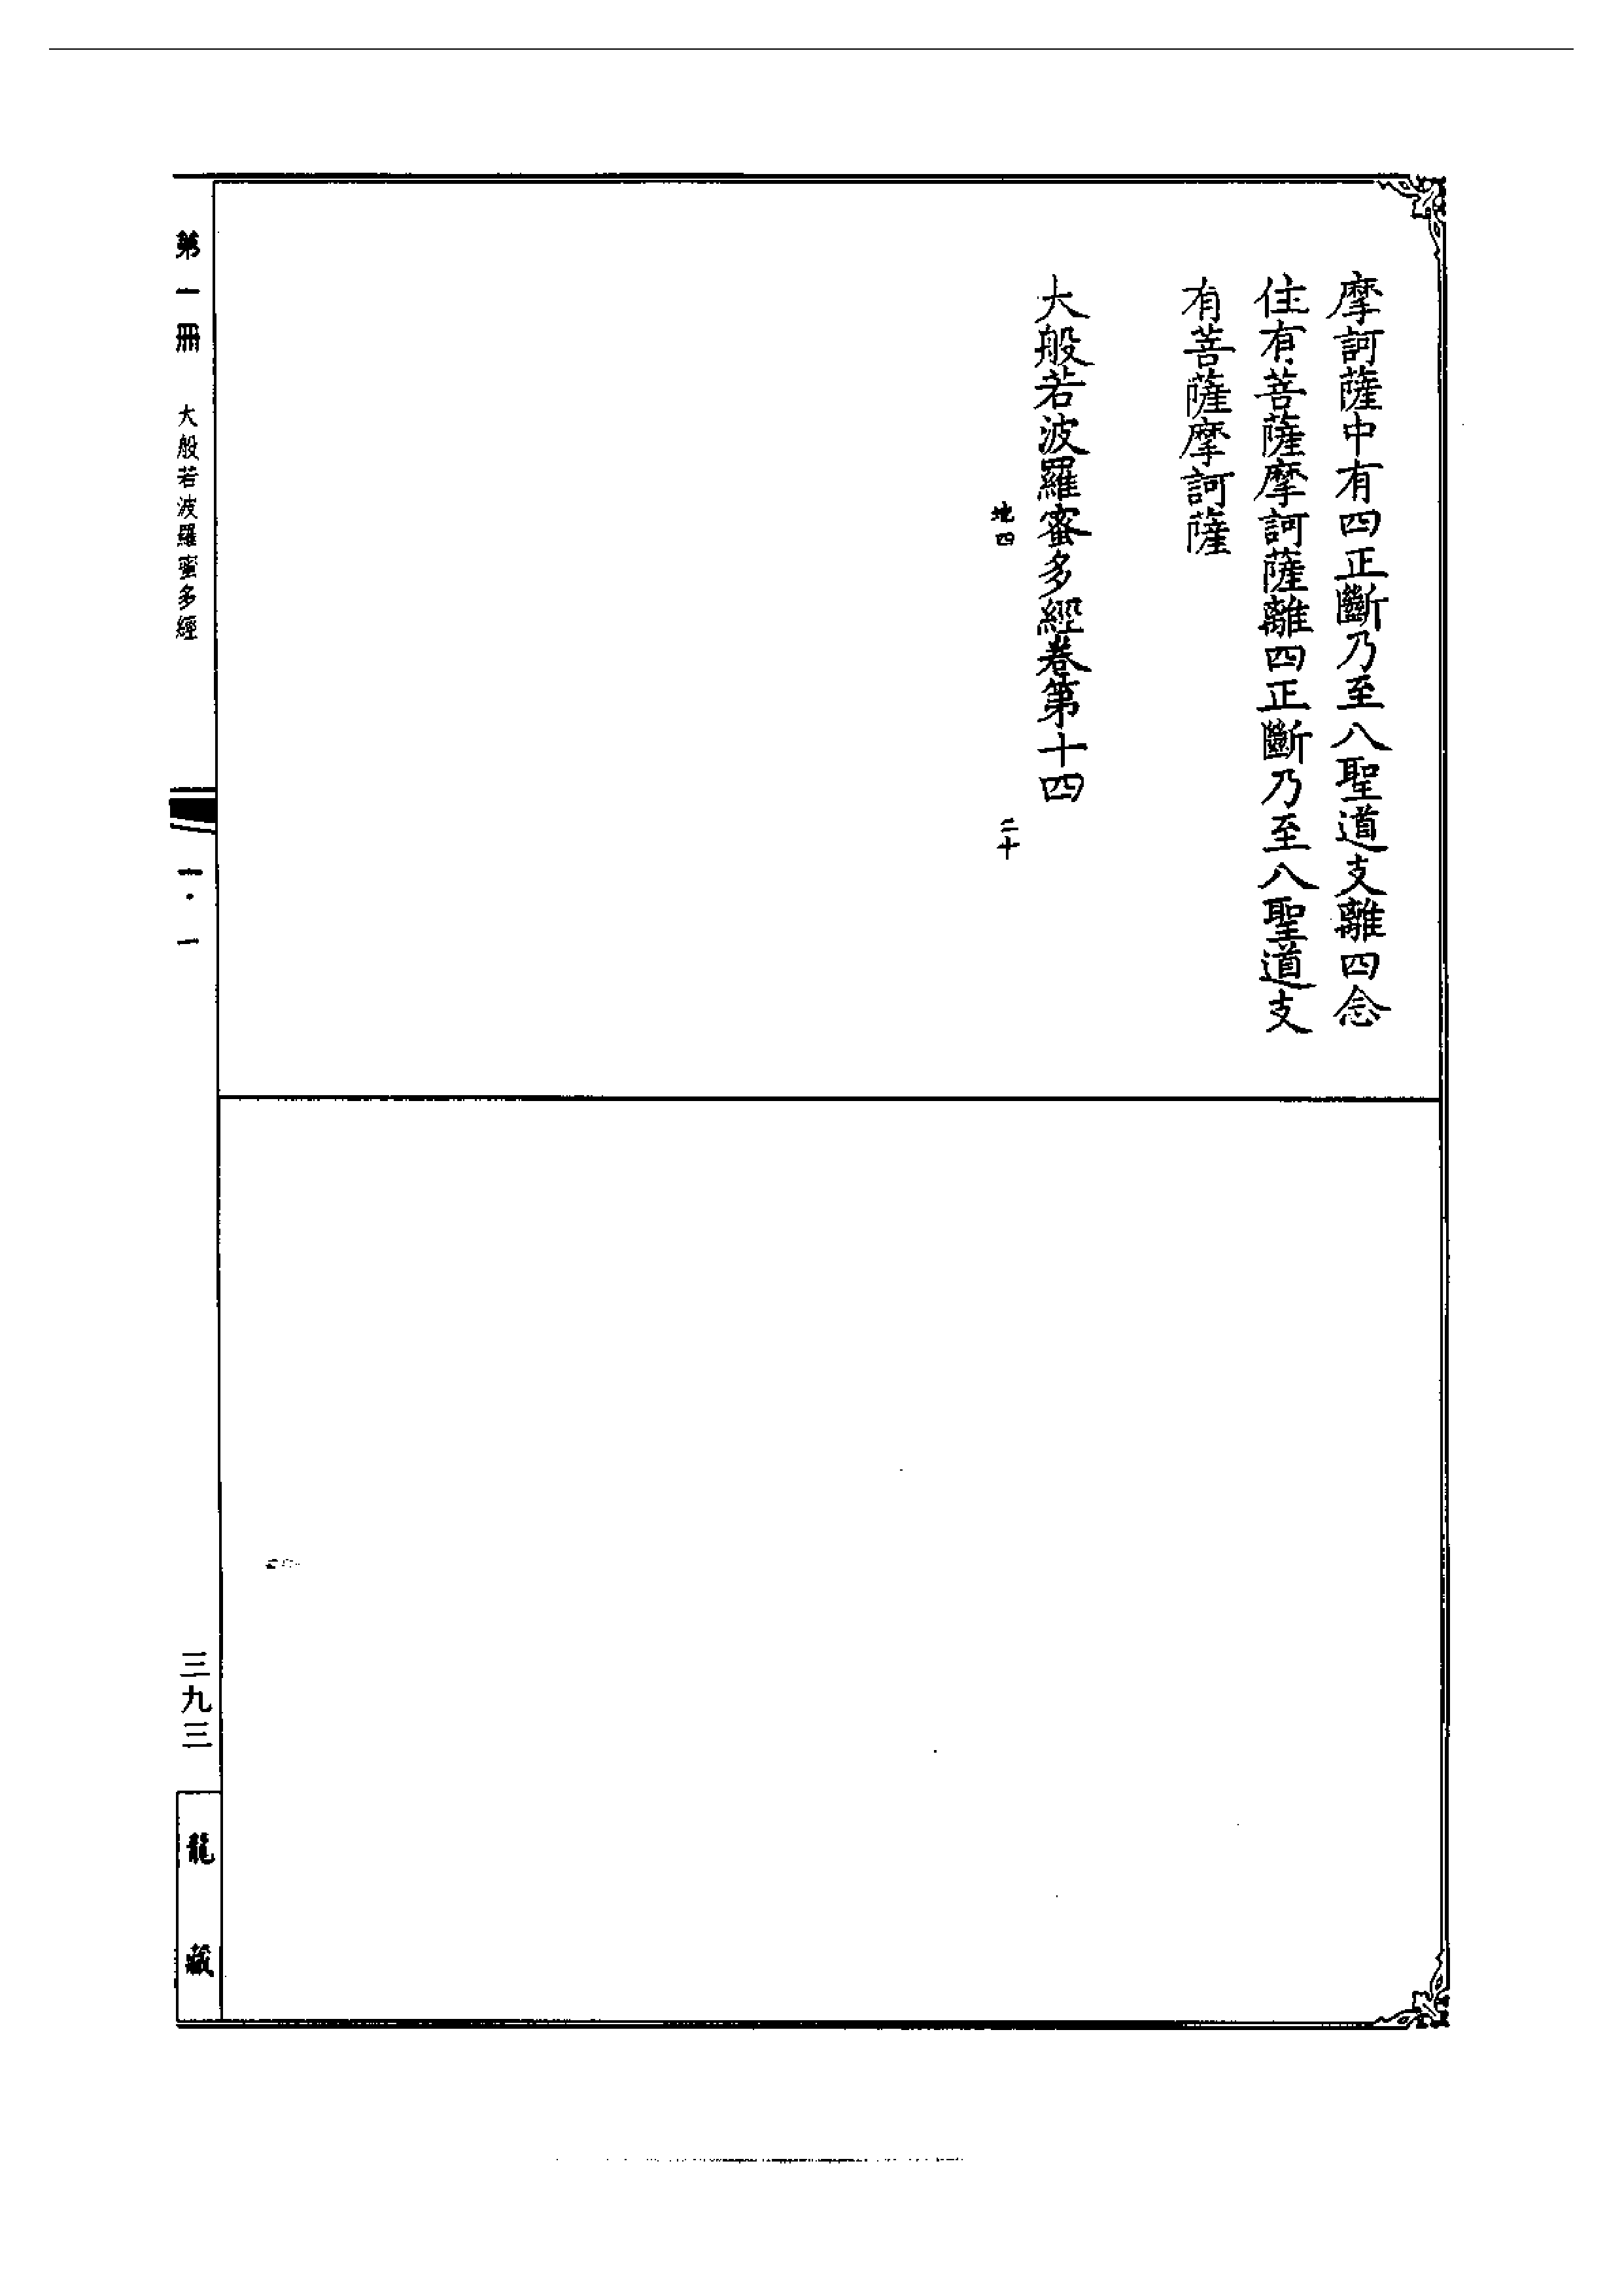 摩訶薩中有四正斷乃至八聖道支離四念
住有菩薩摩訶薩離四正斷乃至八聖道支
有菩薩摩訶薩
大般若波羅蜜多經卷第十四
地四
二十
第一冊 大般若波羅蜜多經
一·一
三九三
龍藏